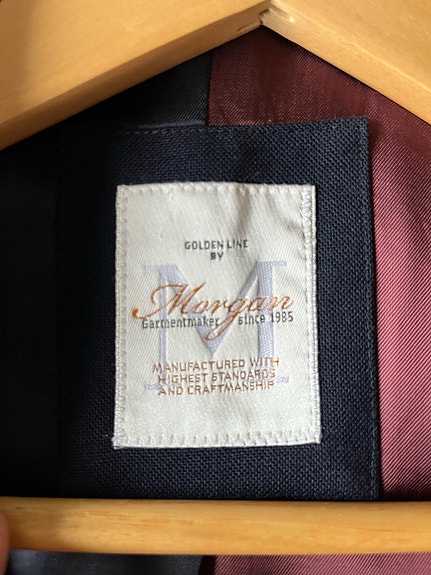 GOLDEN LINE
BY
M
Morgan
Garmentmaker since 1985
MANUFACTURED WITH
HIGHEST STANDARDS
AND CRAFTMANSHIP